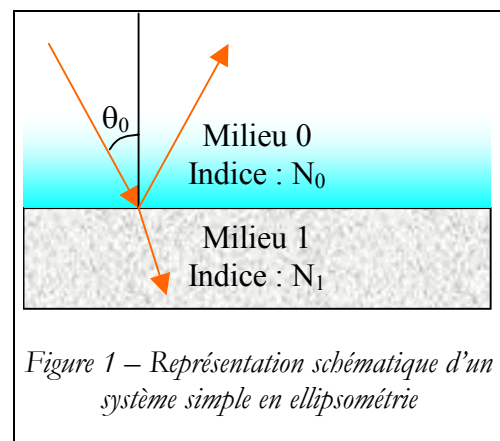 θ₀
Milieu 0
Indice : N₀
Milieu 1
Indice : N₁
Figure 1 – Représentation schématique d'un
système simple en ellipsométrie